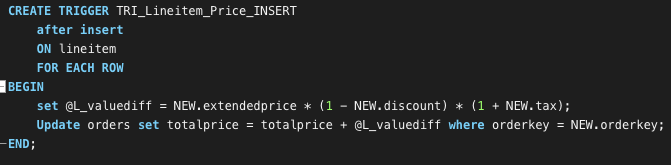 CREATE TRIGGER TRI_Lineitem_Price_INSERT
after insert
ON lineitem
FOR EACH ROW
BEGIN
set @L_valuediff = NEW.extendedprice * (1 - NEW.discount) * (1 + NEW.tax);
Update orders set totalprice = totalprice + @L_valuediff where orderkey = NEW.orderkey;
END;